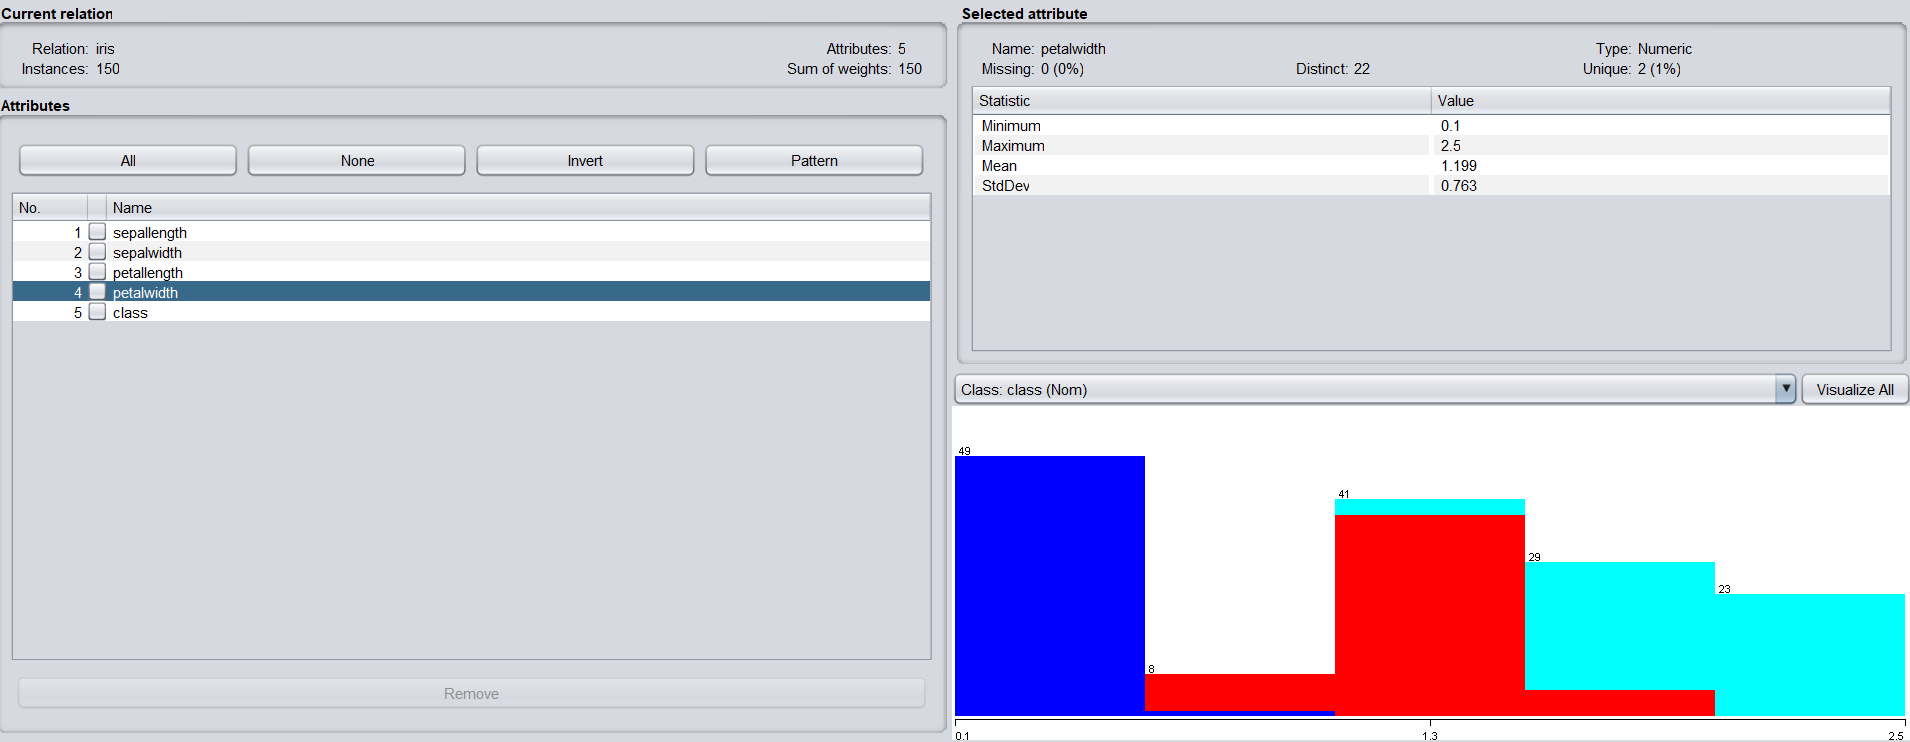 Current relation
Relation: iris
Attributes: 5
Instances: 150
Sum of weights: 150
Attributes
All
None
Invert
Pattern
No.
Name
1 sepallength
2 sepalwidth
3 petallength
4 petalwidth
5 class
Remove
Selected attribute
Name: petalwidth
Type: Numeric
Missing: 0 (0%)
Distinct: 22
Unique: 2 (1%)
Statistic
Value
Minimum 0.1
Maximum 2.5
Mean 1.199
StdDev 0.763
Class: class (Nom)
Visualize All
49
41
29
23
8
0.1
1.3
2.5